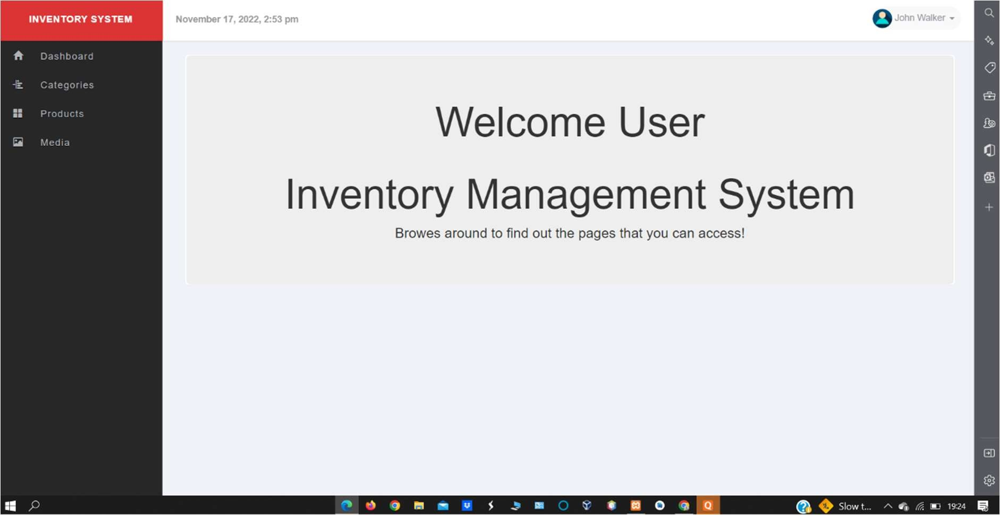 INVENTORY SYSTEM
November 17, 2022, 2:53 pm
John Walker
Dashboard
Categories
Products
Media
Welcome User
Inventory Management System
Browes around to find out the pages that you can access!
Slow t...
19:24